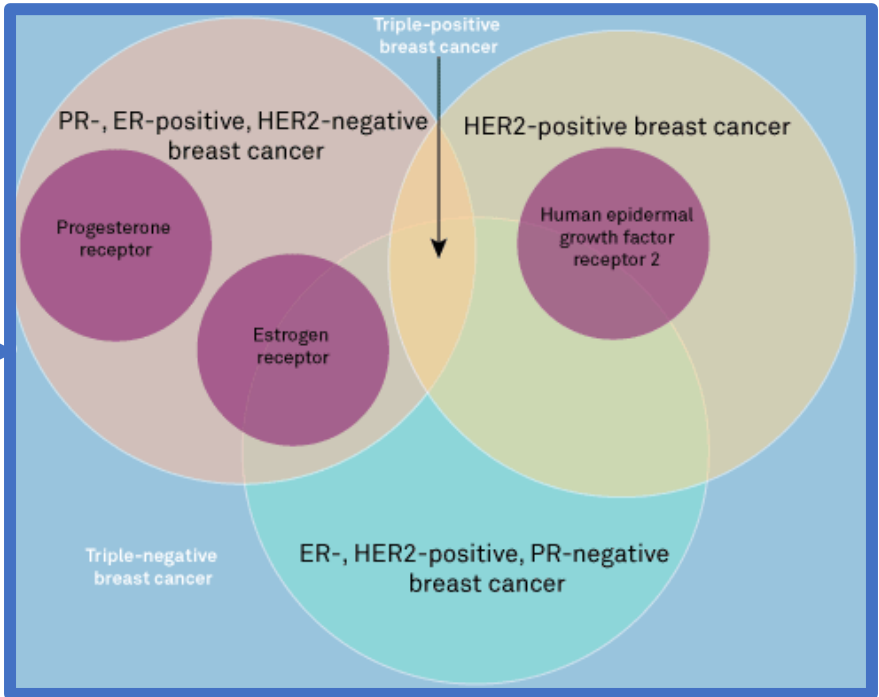 Triple-positive
breast cancer
PR-, ER-positive, HER2-negative
breast cancer
HER2-positive breast cancer
Progesterone
receptor
Human epidermal
growth factor
receptor 2
Estrogen
receptor
Triple-negative
breast cancer
ER-, HER2-positive, PR-negative
breast cancer